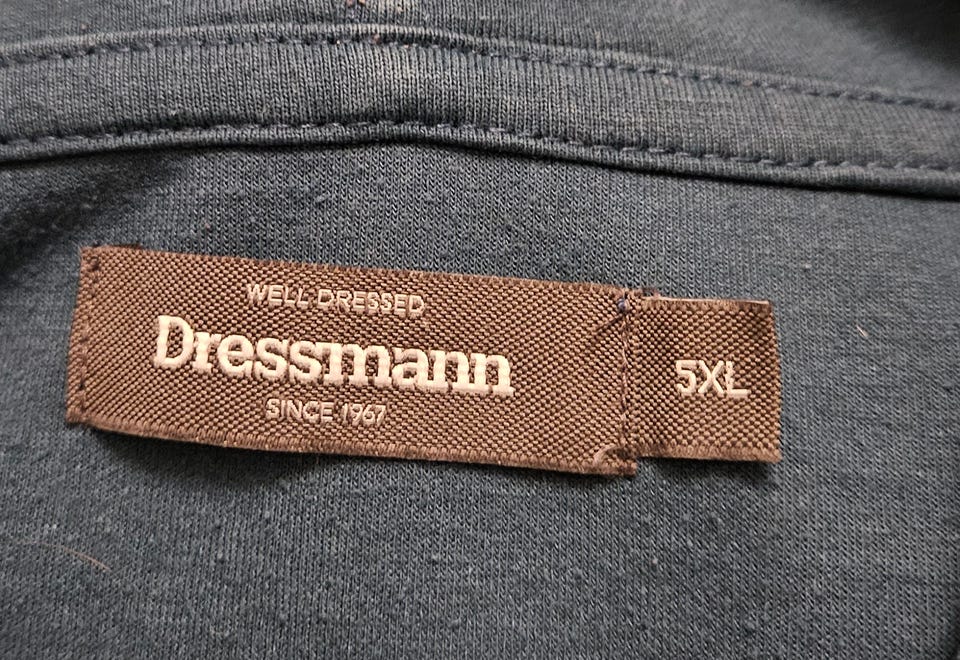 WELL DRESSED
Dressmann
SINCE 1967
5XL